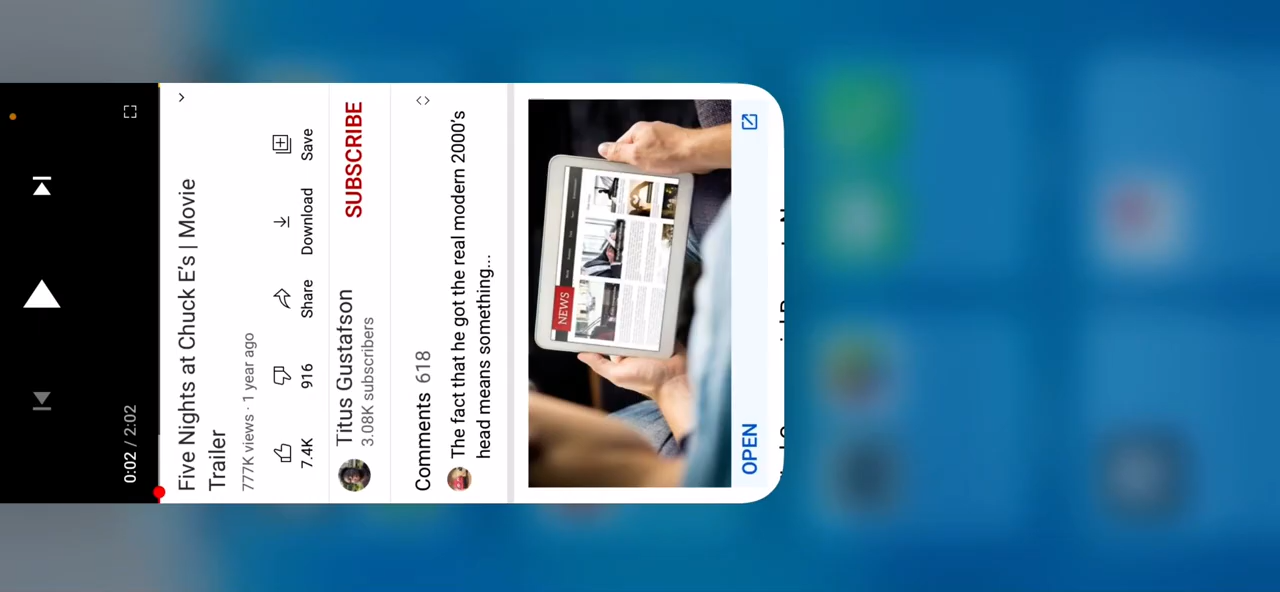 0:02 / 2:02
Five Nights at Chuck E's | Movie
Trailer
777K views · 1 year ago
7.4K
916
Share
Download
Save
Titus Gustafson
3.08K subscribers
SUBSCRIBE
Comments 618
The fact that he got the real modern 2000's
head means something...
NEWS
OPEN